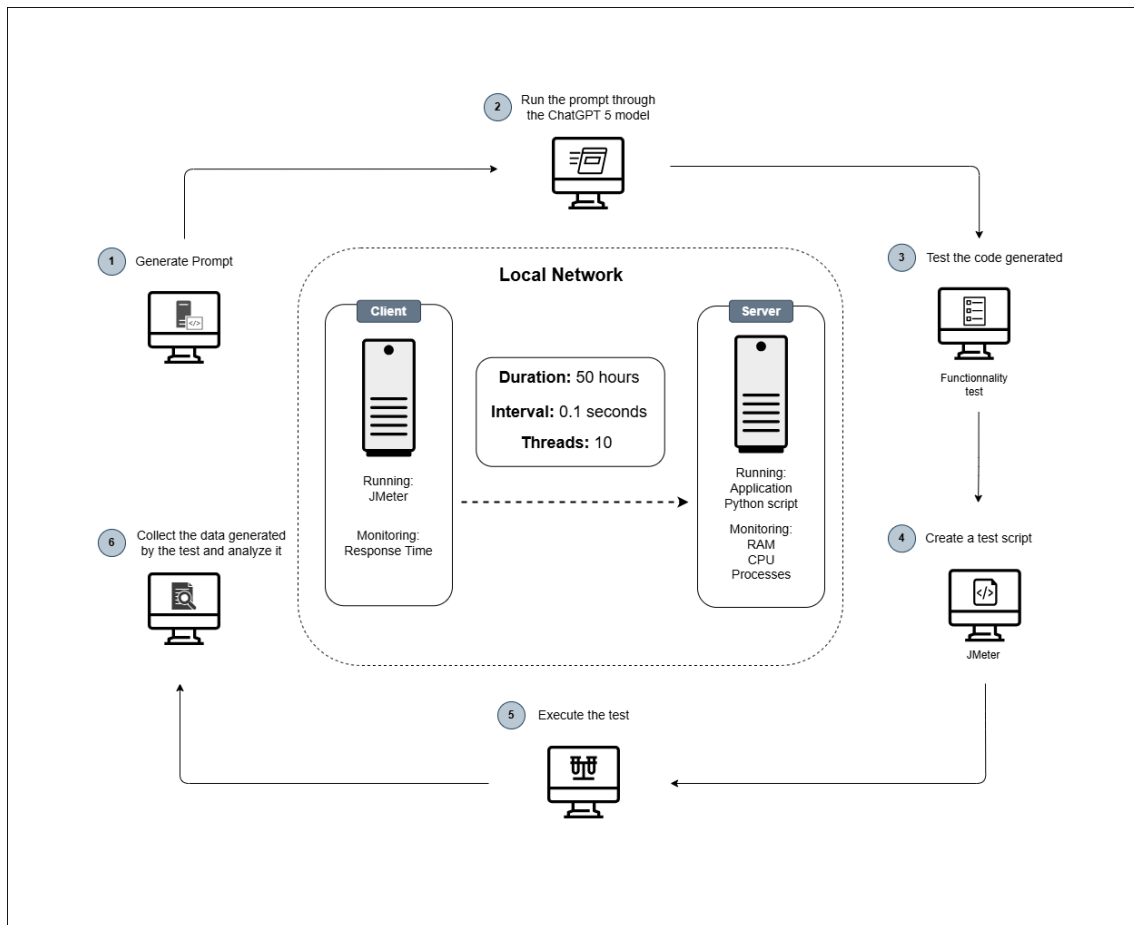 2
Run the prompt through
the ChatGPT 5 model
1
Generate Prompt
3
Test the code generated
Functionnality
test
Local Network
Client
Running:
JMeter
Monitoring:
Response Time
Duration: 50 hours
Interval: 0.1 seconds
Threads: 10
Server
Running:
Application
Python script
Monitoring:
RAM
CPU
Processes
4
Create a test script
</>
JMeter
6
Collect the data generated
by the test and analyze it
5
Execute the test